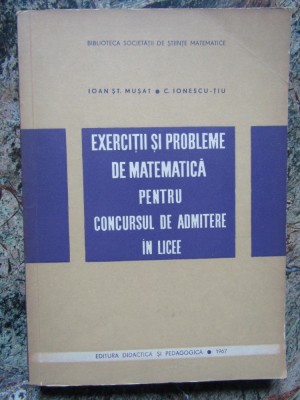 BIBLIOTECA SOCIETĂȚII DE ȘTIINȚE MATEMATICE
IOAN ȘT. MUȘAT • C. IONESCU-ȚIU
EXERCIȚII ȘI PROBLEME
DE MATEMATICĂ
PENTRU
CONCURSUL DE ADMITERE
ÎN LICEE
EDITURA DIDACTICĂ ȘI PEDAGOGICĂ • 1967